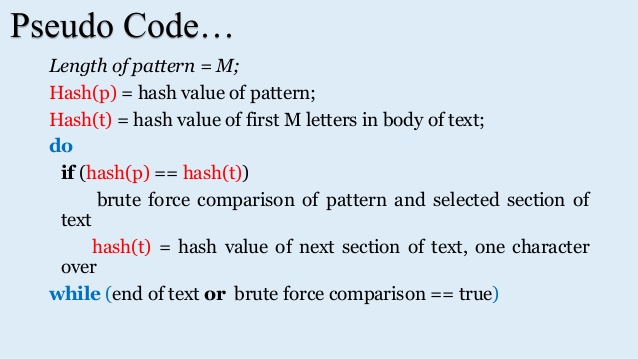 Pseudo Code…
Length of pattern = M;
Hash(p) = hash value of pattern;
Hash(t) = hash value of first M letters in body of text;
do
if (hash(p) == hash(t))
brute force comparison of pattern and selected section of
text
hash(t) = hash value of next section of text, one character
over
while (end of text or brute force comparison == true)